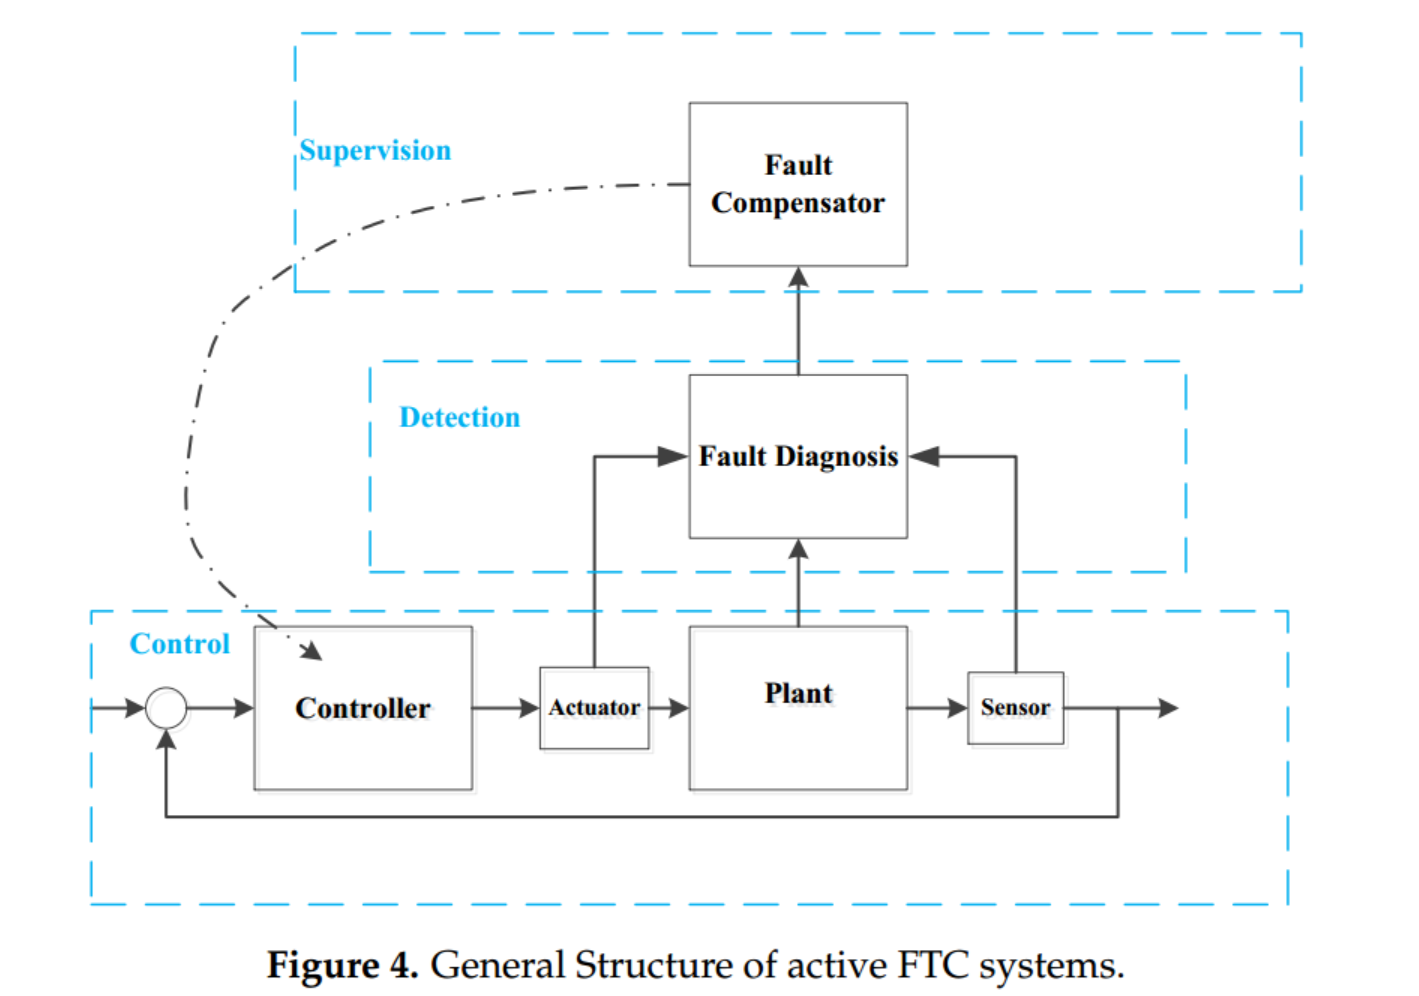 Supervision
Fault
Compensator
Detection
Fault Diagnosis
Control
Controller
Actuator
Plant
Sensor
Figure 4. General Structure of active FTC systems.